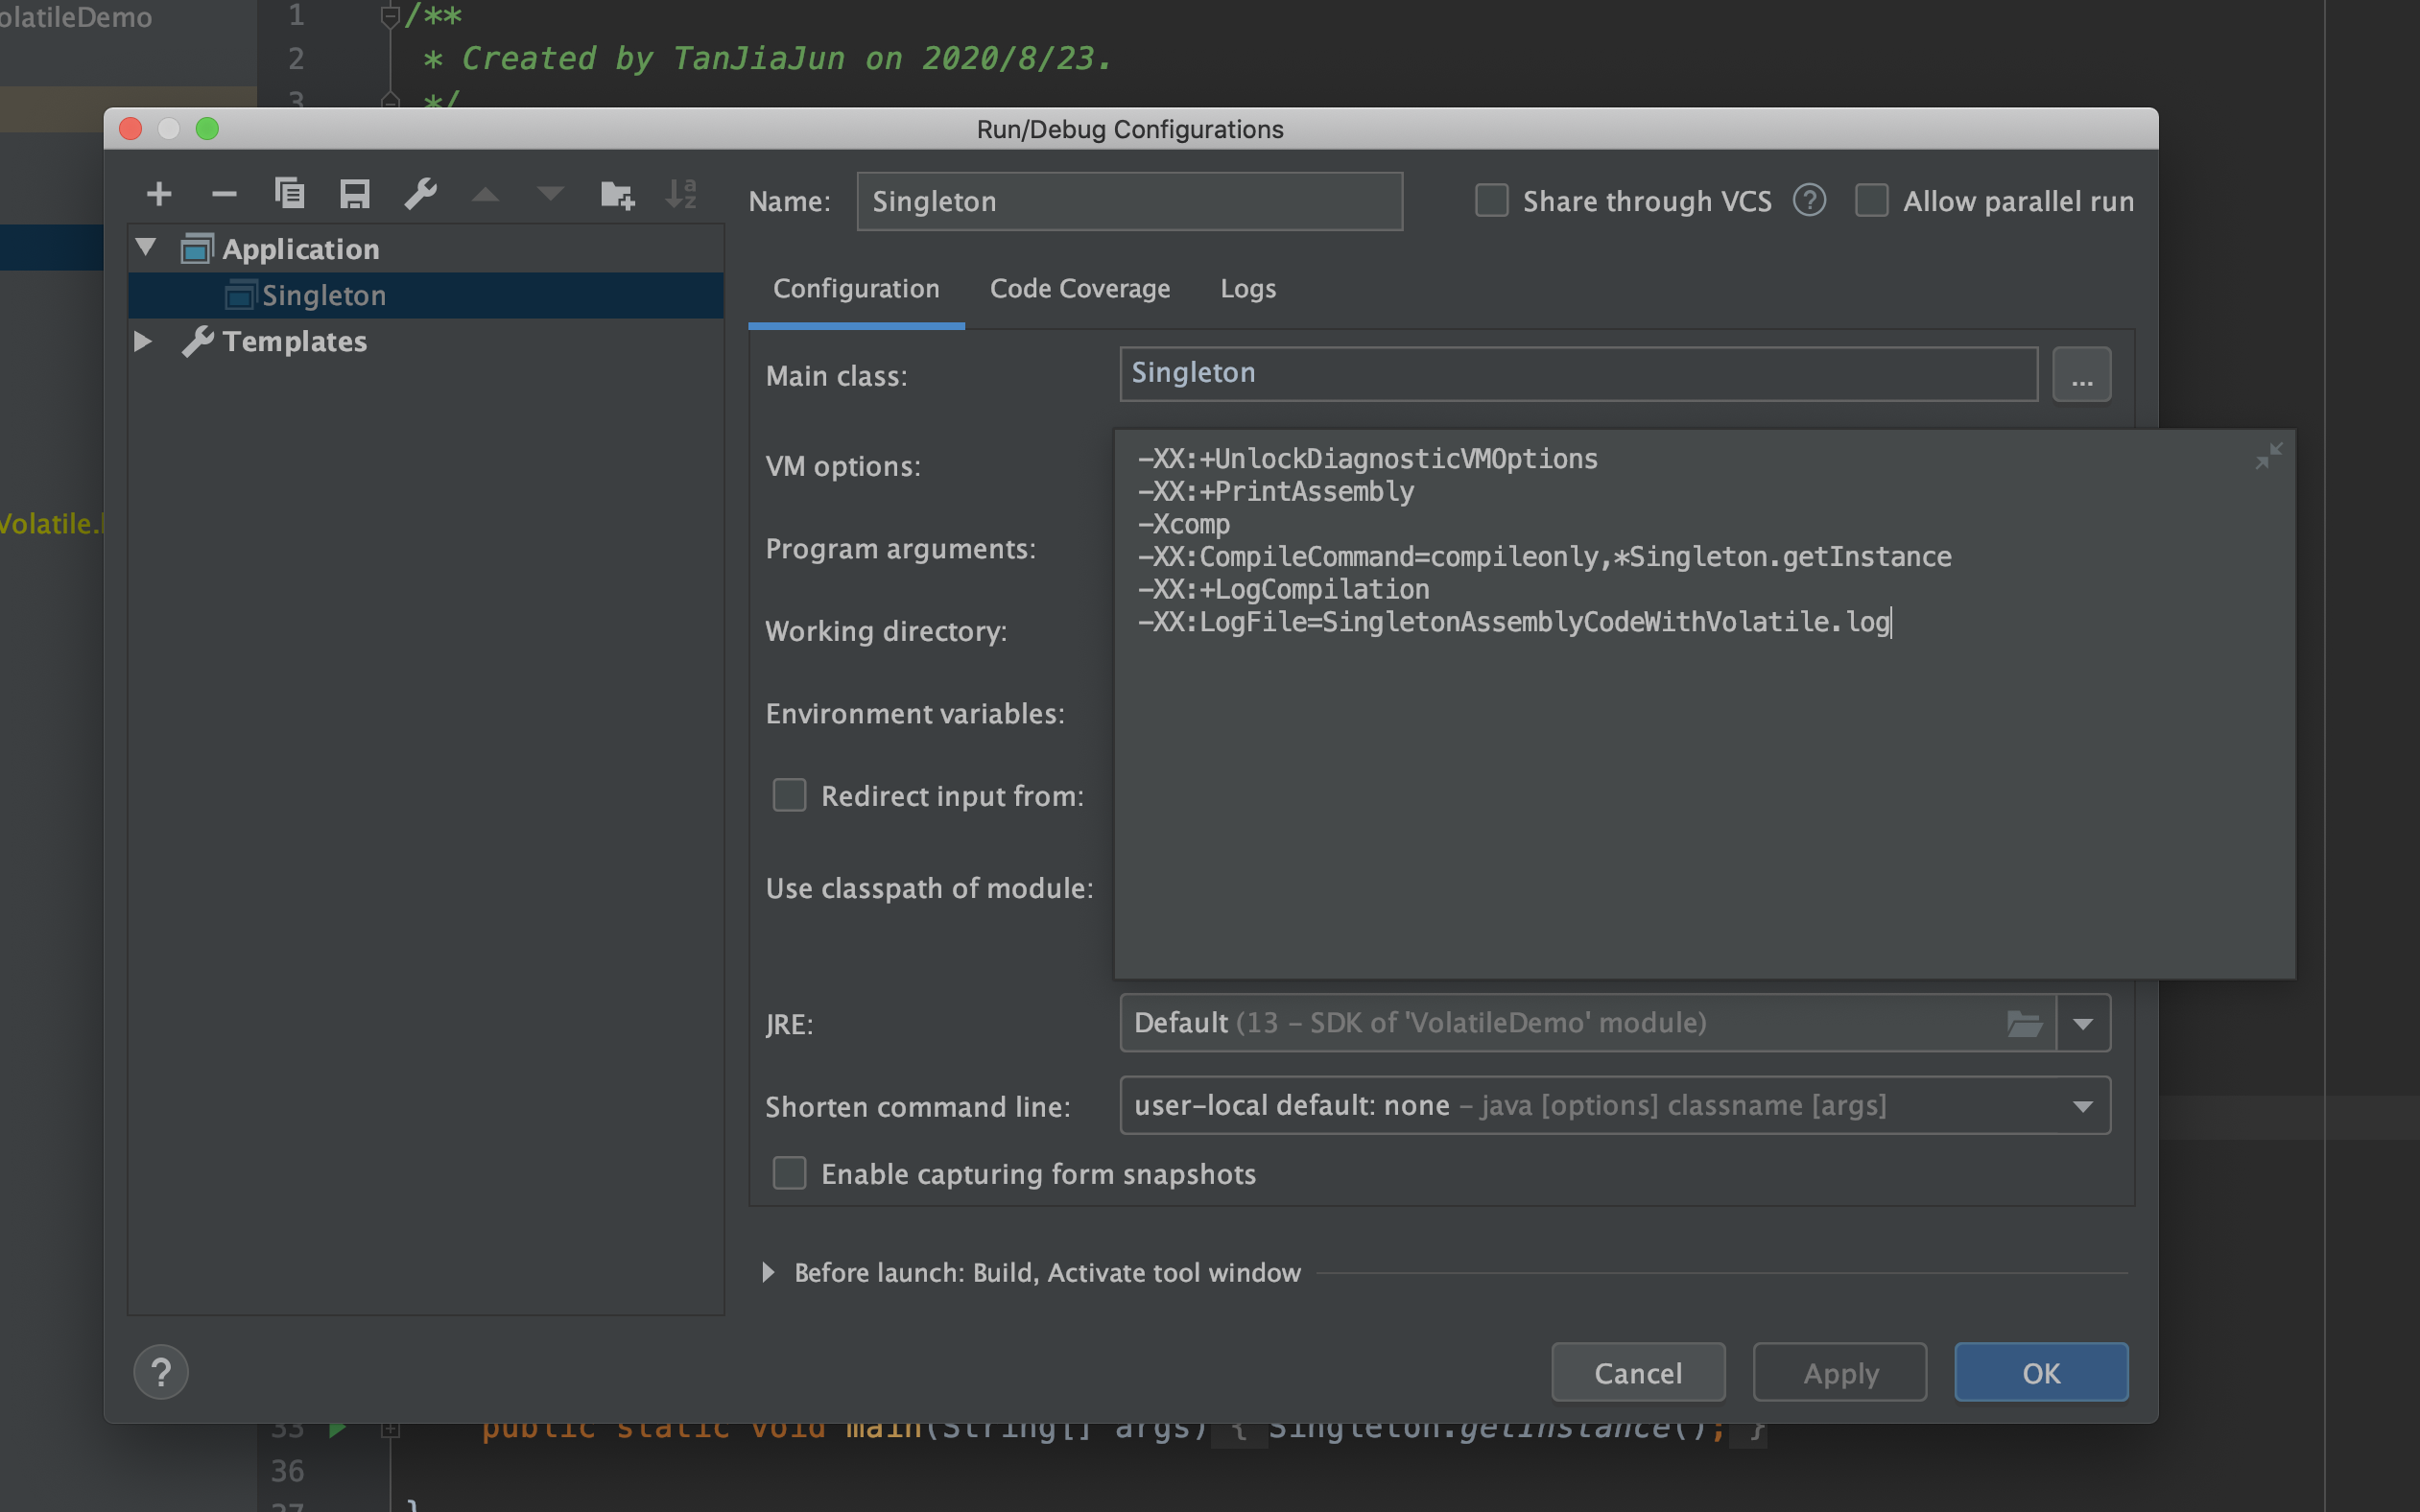 olatileDemo
1 /**
2 * Created by TanJiaJun on 2020/8/23.
3 */
Run/Debug Configurations
Name: Singleton
Share through VCS ? Allow parallel run
Application
Singleton
Templates
Configuration Code Coverage Logs
Main class: Singleton ...
VM options:
-XX:+UnlockDiagnosticVMOptions
-XX:+PrintAssembly
-Xcomp
-XX:CompileCommand=compileonly,*Singleton.getInstance
-XX:+LogCompilation
-XX:LogFile=SingletonAssemblyCodeWithVolatile.log
Volatile.l
Program arguments:
Working directory:
Environment variables:
Redirect input from:
Use classpath of module:
JRE: Default (13 – SDK of 'VolatileDemo' module)
Shorten command line: user-local default: none – java [options] classname [args]
Enable capturing form snapshots
Before launch: Build, Activate tool window
? Cancel Apply OK
33 public static void main(String[] args) { Singleton.getInstance(); }
36
37 }